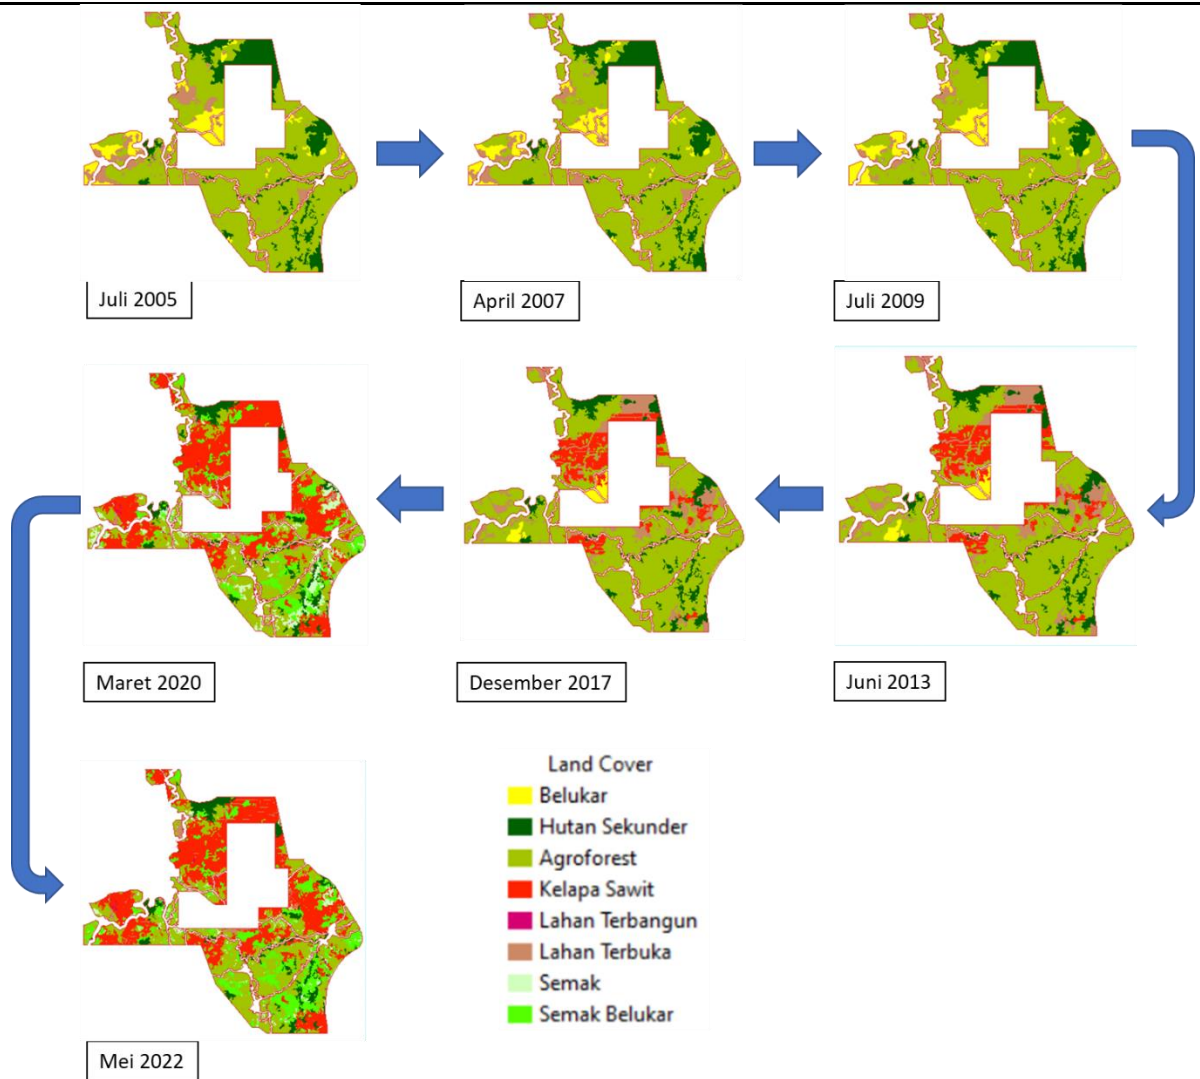 Juli 2005
April 2007
Juli 2009
Maret 2020
Desember 2017
Juni 2013
Land Cover
Belukar
Hutan Sekunder
Agroforest
Kelapa Sawit
Lahan Terbangun
Lahan Terbuka
Semak
Semak Belukar
Mei 2022